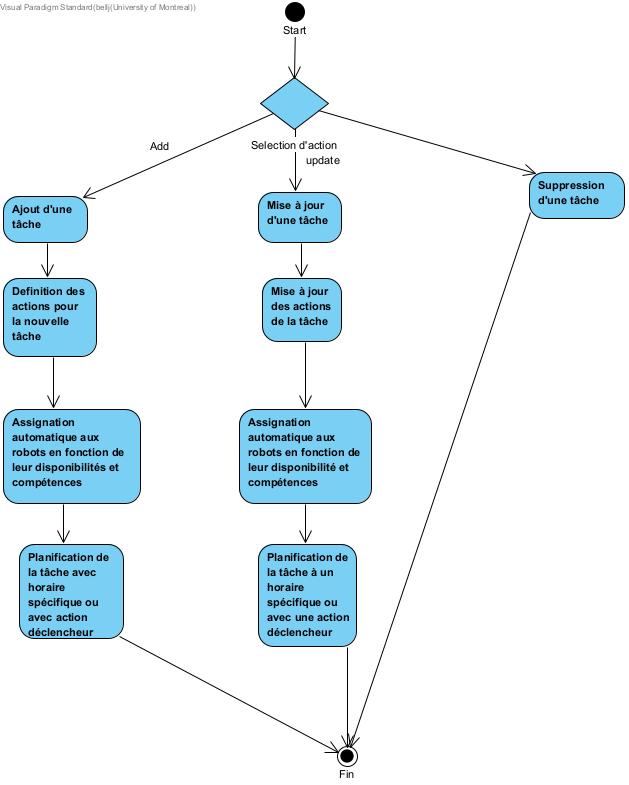 Visual Paradigm Standard(bellj(University of Montreal))
Start
Add
Selection d'action
update
Ajout d'une
tâche
Mise à jour
d'une tâche
Suppression
d'une tâche
Definition des
actions pour
la nouvelle
tâche
Mise à jour
des actions
de la tâche
Assignation
automatique aux
robots en fonction de
leur disponibilités et
compétences
Assignation
automatique aux
robots en fonction de
leur disponibilité et
compétences
Planification de
la tâche avec
horaire
spécifique ou
avec action
déclencheur
Planification de
la tâche à un
horaire
spécifique ou
avec une action
déclencheur
Fin